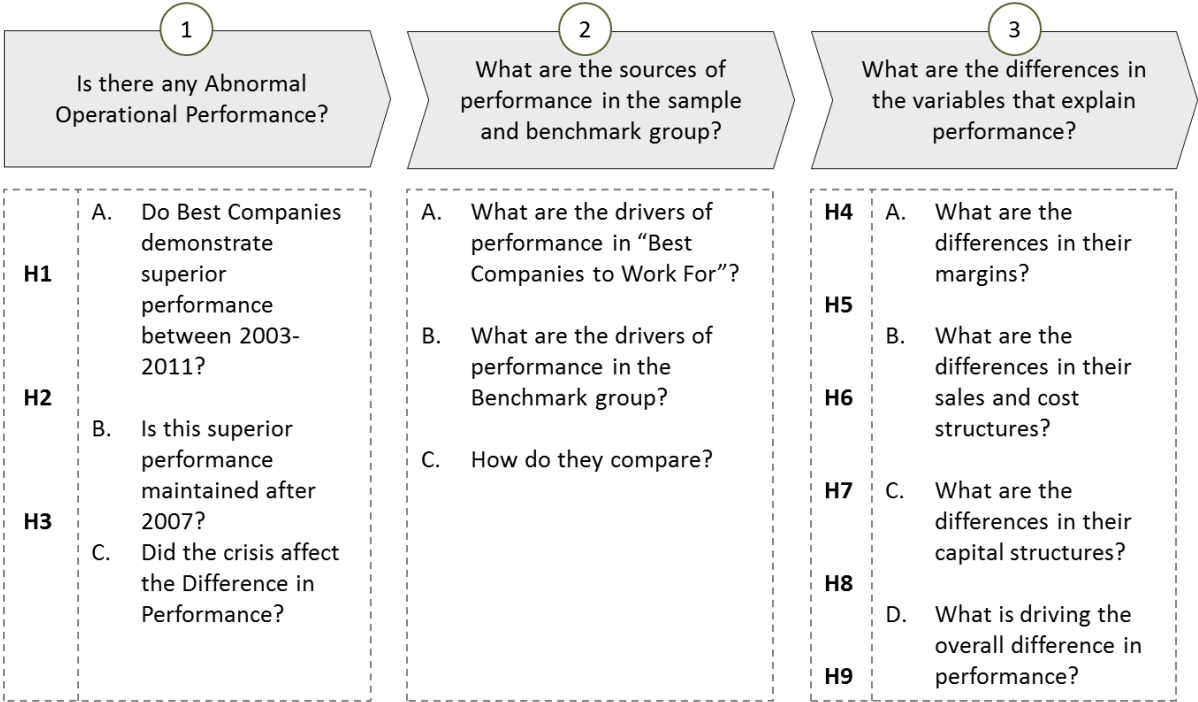 1
Is there any Abnormal
Operational Performance?
2
What are the sources of
performance in the sample
and benchmark group?
3
What are the differences in
the variables that explain
performance?
H1
H2
H3
A. Do Best Companies
demonstrate
superior
performance
between 2003-
2011?
B. Is this superior
performance
maintained after
2007?
C. Did the crisis affect
the Difference in
Performance?
A. What are the drivers of
performance in “Best
Companies to Work For”?
B. What are the drivers of
performance in the
Benchmark group?
C. How do they compare?
H4
H5
H6
H7
H8
H9
A. What are the
differences in their
margins?
B. What are the
differences in their
sales and cost
structures?
C. What are the
differences in their
capital structures?
D. What is driving the
overall difference in
performance?